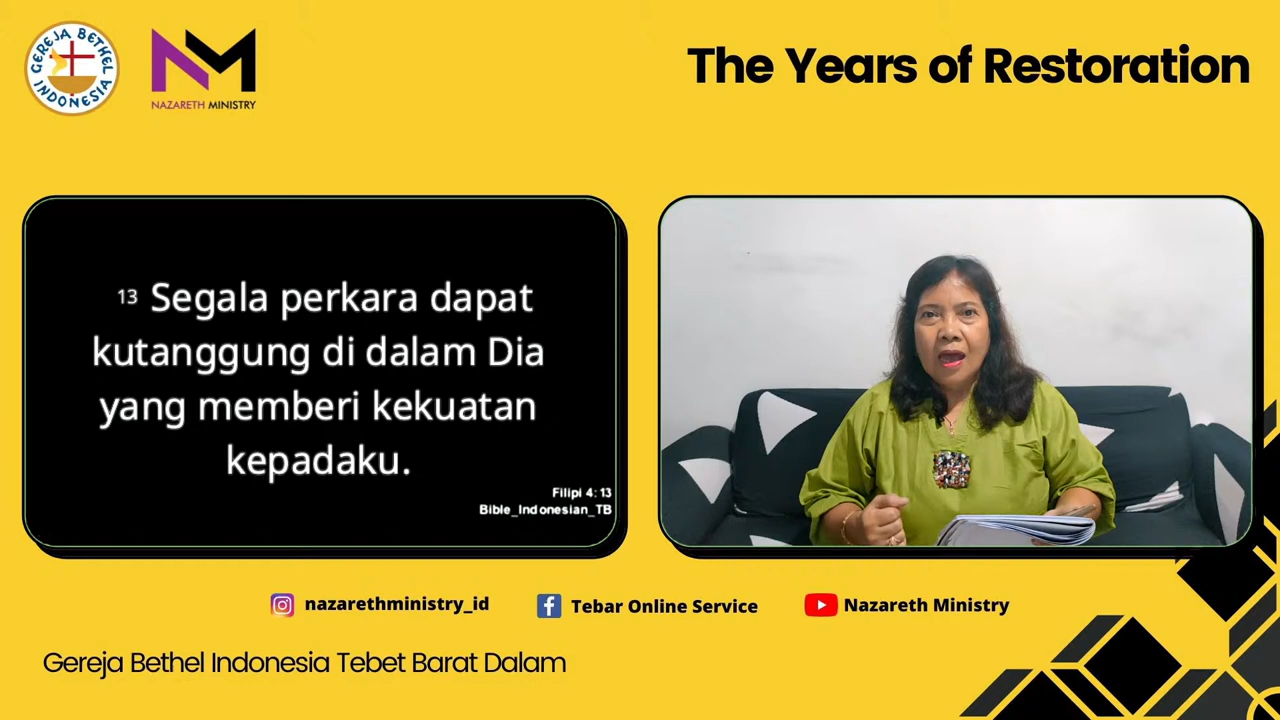 GEREJA BETHEL INDONESIA
NM
NAZARETH MINISTRY
The Years of Restoration
13 Segala perkara dapat
kutanggung di dalam Dia
yang memberi kekuatan
kepadaku.
Filipi 4:13
Bible_Indonesian_TB
nazarethministry_id
Tebar Online Service
Nazareth Ministry
Gereja Bethel Indonesia Tebet Barat Dalam